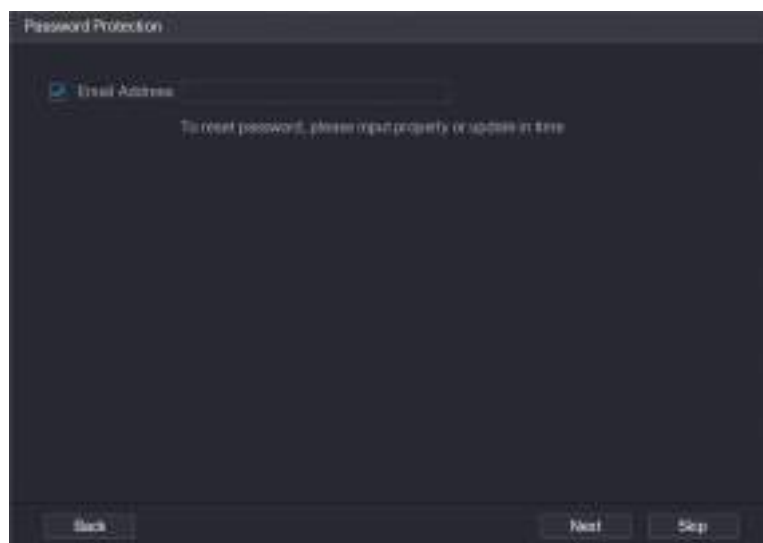 Password Protection
Email Address
To reset password, please input properly or update in time
Back
Next
Skip